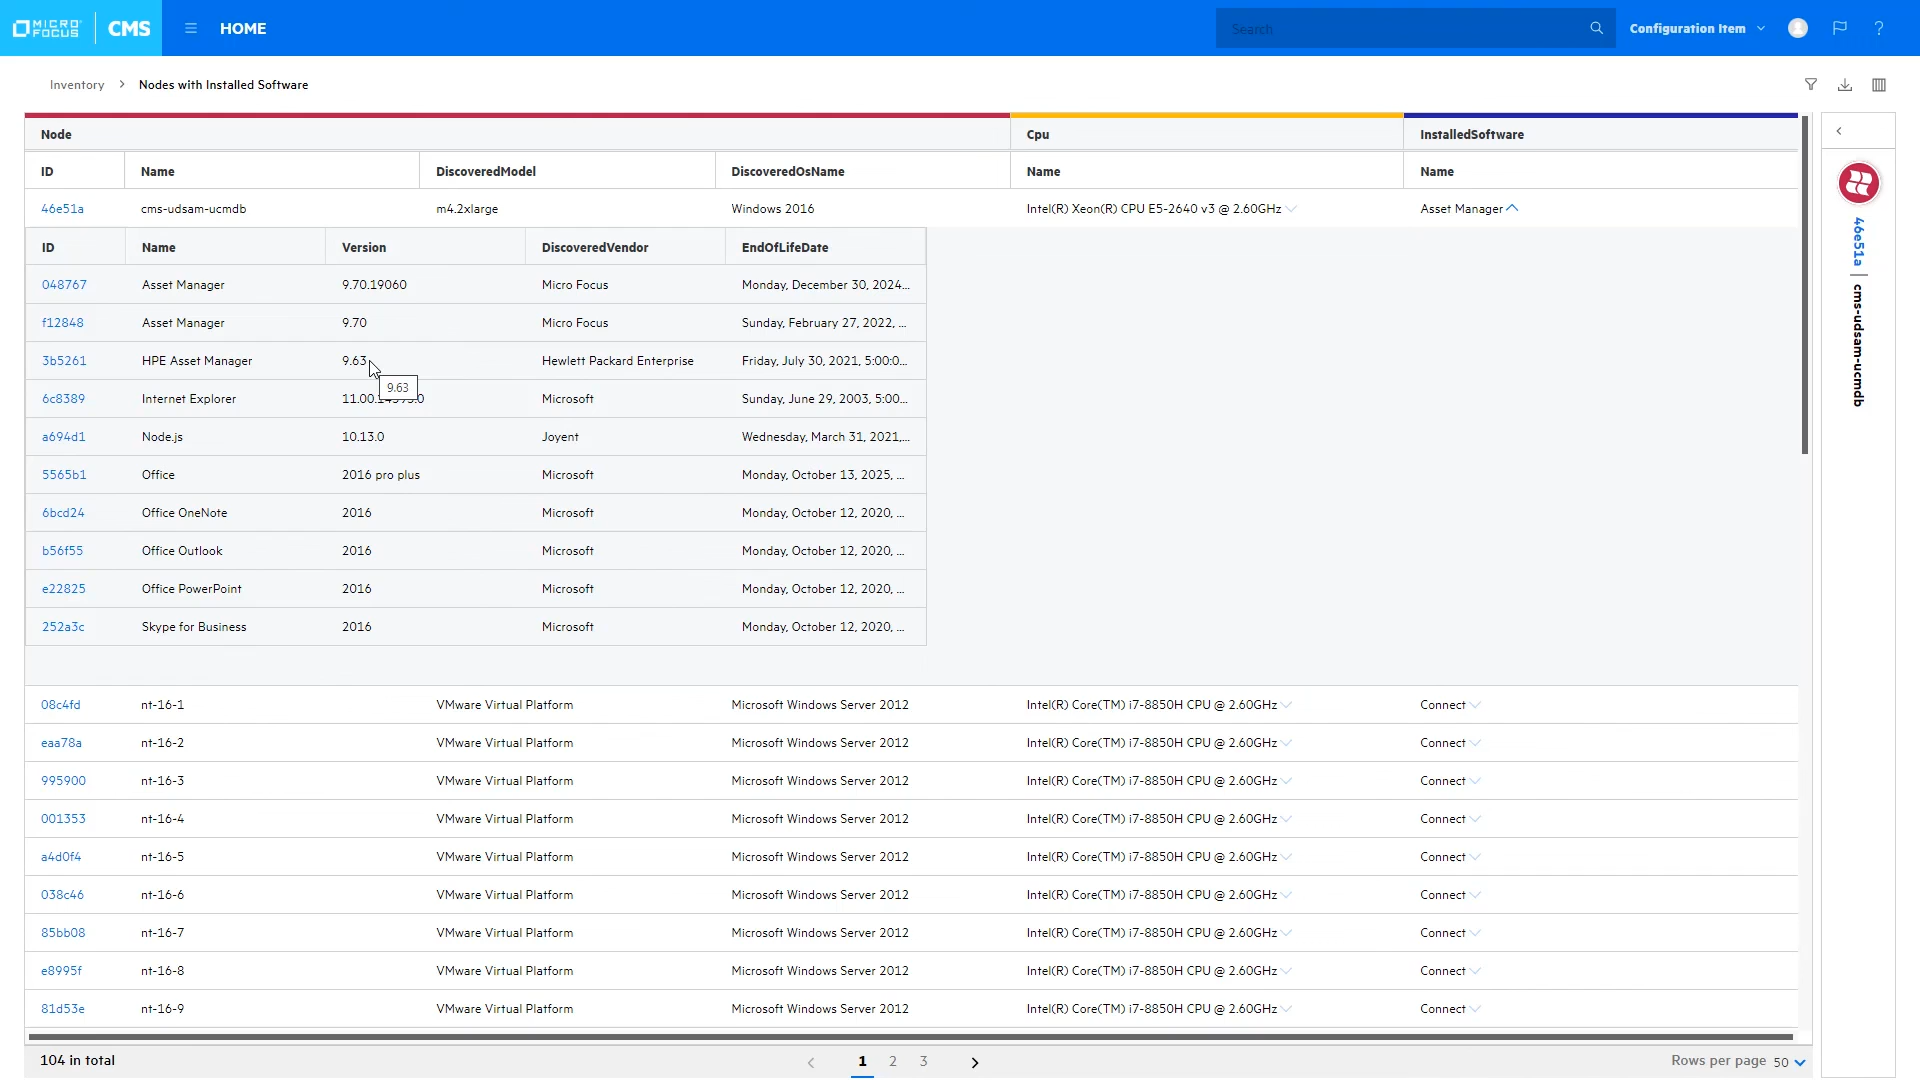 MICRO FOCUS CMS HOME Search Configuration Item ?
Inventory > Nodes with Installed Software
Node Cpu InstalledSoftware
ID Name DiscoveredModel DiscoveredOsName Name Name
46e51a cms-udsam-ucmdb m4.2xlarge Windows 2016 Intel(R) Xeon(R) CPU E5-2640 v3 @ 2.60GHz Asset Manager
ID Name Version DiscoveredVendor EndOfLifeDate
048767 Asset Manager 9.70.19060 Micro Focus Monday, December 30, 2024...
f12848 Asset Manager 9.70 Micro Focus Sunday, February 27, 2022, ...
3b5261 HPE Asset Manager 9.63 Hewlett Packard Enterprise Friday, July 30, 2021, 5:00:0...
9.63
6c8389 Internet Explorer Microsoft Sunday, June 29, 2003, 5:00...
a694d1 Node.js 10.13.0 Joyent Wednesday, March 31, 2021,...
5565b1 Office 2016 pro plus Microsoft Monday, October 13, 2025, ...
6bcd24 Office OneNote 2016 Microsoft Monday, October 12, 2020, ...
b56f55 Office Outlook 2016 Microsoft Monday, October 12, 2020, ...
e22825 Office PowerPoint 2016 Microsoft Monday, October 12, 2020, ...
252a3c Skype for Business 2016 Microsoft Monday, October 12, 2020, ...
08c4fd nt-16-1 VMware Virtual Platform Microsoft Windows Server 2012 Intel(R) Core(TM) i7-8850H CPU @ 2.60GHz Connect
eaa78a nt-16-2 VMware Virtual Platform Microsoft Windows Server 2012 Intel(R) Core(TM) i7-8850H CPU @ 2.60GHz Connect
995900 nt-16-3 VMware Virtual Platform Microsoft Windows Server 2012 Intel(R) Core(TM) i7-8850H CPU @ 2.60GHz Connect
001353 nt-16-4 VMware Virtual Platform Microsoft Windows Server 2012 Intel(R) Core(TM) i7-8850H CPU @ 2.60GHz Connect
a4d0f4 nt-16-5 VMware Virtual Platform Microsoft Windows Server 2012 Intel(R) Core(TM) i7-8850H CPU @ 2.60GHz Connect
038c46 nt-16-6 VMware Virtual Platform Microsoft Windows Server 2012 Intel(R) Core(TM) i7-8850H CPU @ 2.60GHz Connect
85bb08 nt-16-7 VMware Virtual Platform Microsoft Windows Server 2012 Intel(R) Core(TM) i7-8850H CPU @ 2.60GHz Connect
e8995f nt-16-8 VMware Virtual Platform Microsoft Windows Server 2012 Intel(R) Core(TM) i7-8850H CPU @ 2.60GHz Connect
81d53e nt-16-9 VMware Virtual Platform Microsoft Windows Server 2012 Intel(R) Core(TM) i7-8850H CPU @ 2.60GHz Connect
104 in total < 1 2 3 > Rows per page 50
46e51a | cms-udsam-ucmdb